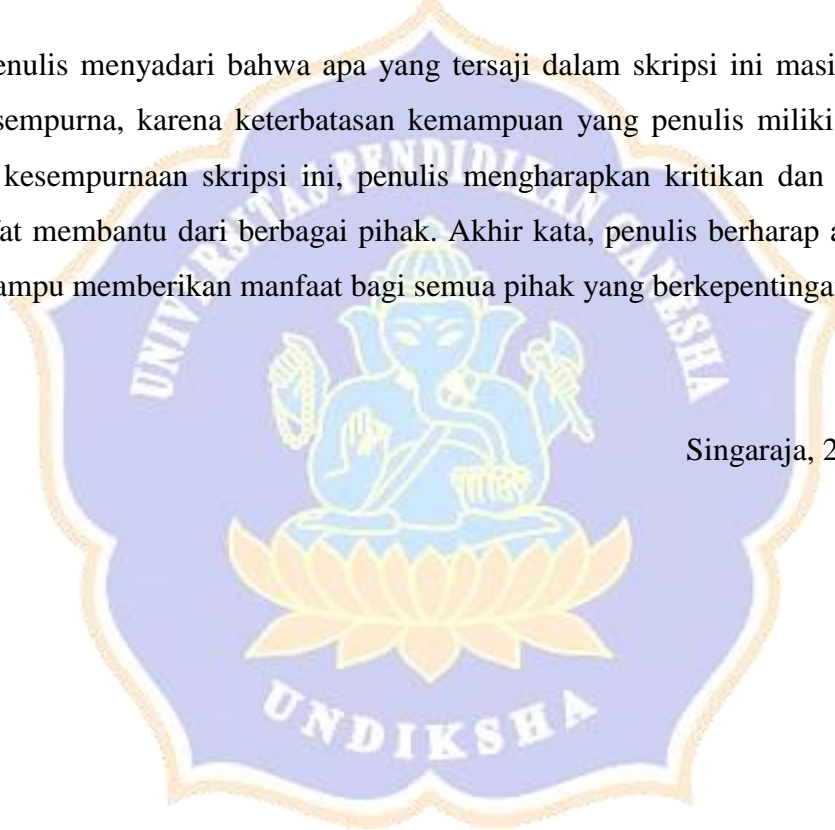 enulis menyadari bahwa apa yang tersaji dalam skripsi ini masi
sempurna, karena keterbatasan kemampuan yang penulis miliki
kesempurnaan skripsi ini, penulis mengharapkan kritikan dan
at membantu dari berbagai pihak. Akhir kata, penulis berharap a
ampu memberikan manfaat bagi semua pihak yang berkepentinga
UNIVERSITAS PENDIDIKAN GANESHA
Singaraja, 2
UNDIKSHA